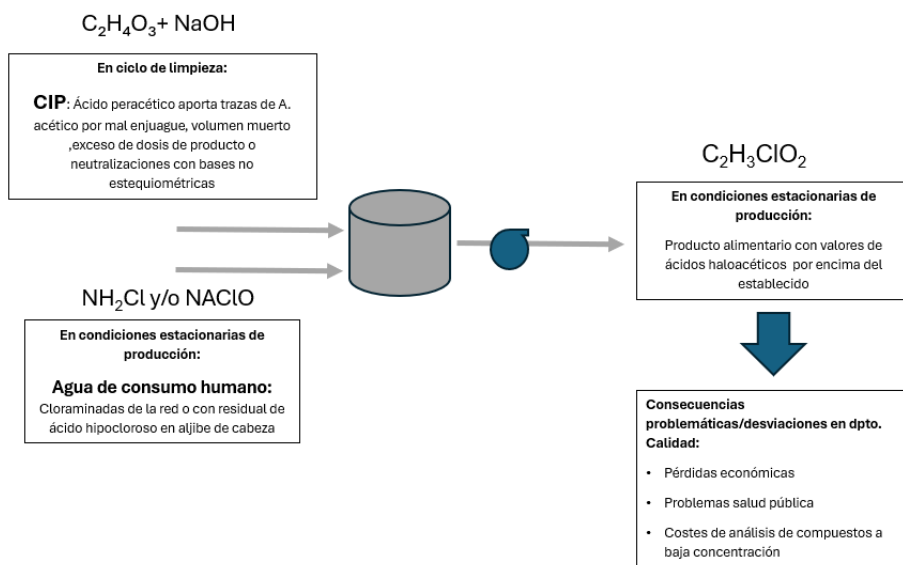 C₂H₄O₃+ NaOH
En ciclo de limpieza:
CIP: Ácido peracético aporta trazas de A.
acético por mal enjuague, volumen muerto
,exceso de dosis de producto o
neutralizaciones con bases no
estequiométricas
NH₂Cl y/o NAClO
En condiciones estacionarias de
producción:
Agua de consumo humano:
Cloraminadas de la red o con residual de
ácido hipocloroso en aljibe de cabeza
C₂H₃ClO₂
En condiciones estacionarias de
producción:
Producto alimentario con valores de
ácidos haloacéticos por encima del
establecido
Consecuencias
problemáticas/desviaciones en dpto.
Calidad:
• Pérdidas económicas
• Problemas salud pública
• Costes de análisis de compuestos a
baja concentración